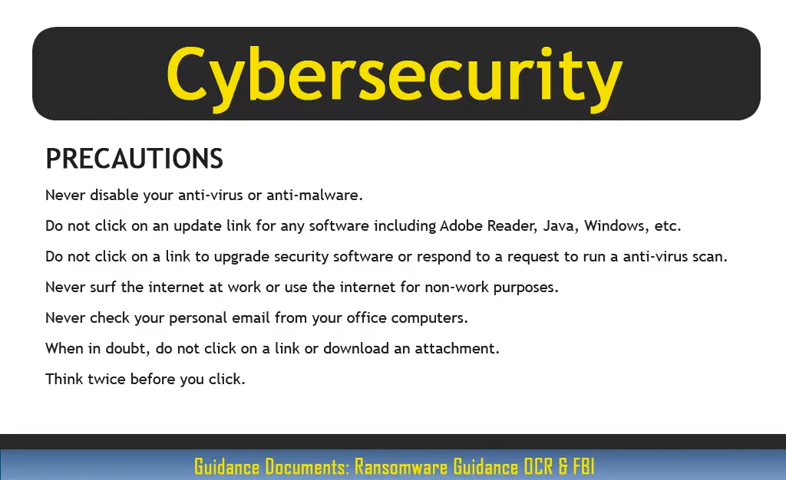 Cybersecurity
PRECAUTIONS
Never disable your anti-virus or anti-malware.
Do not click on an update link for any software including Adobe Reader, Java, Windows, etc.
Do not click on a link to upgrade security software or respond to a request to run a anti-virus scan.
Never surf the internet at work or use the internet for non-work purposes.
Never check your personal email from your office computers.
When in doubt, do not click on a link or download an attachment.
Think twice before you click.
Guidance Documents: Ransomware Guidance OCR & FBI